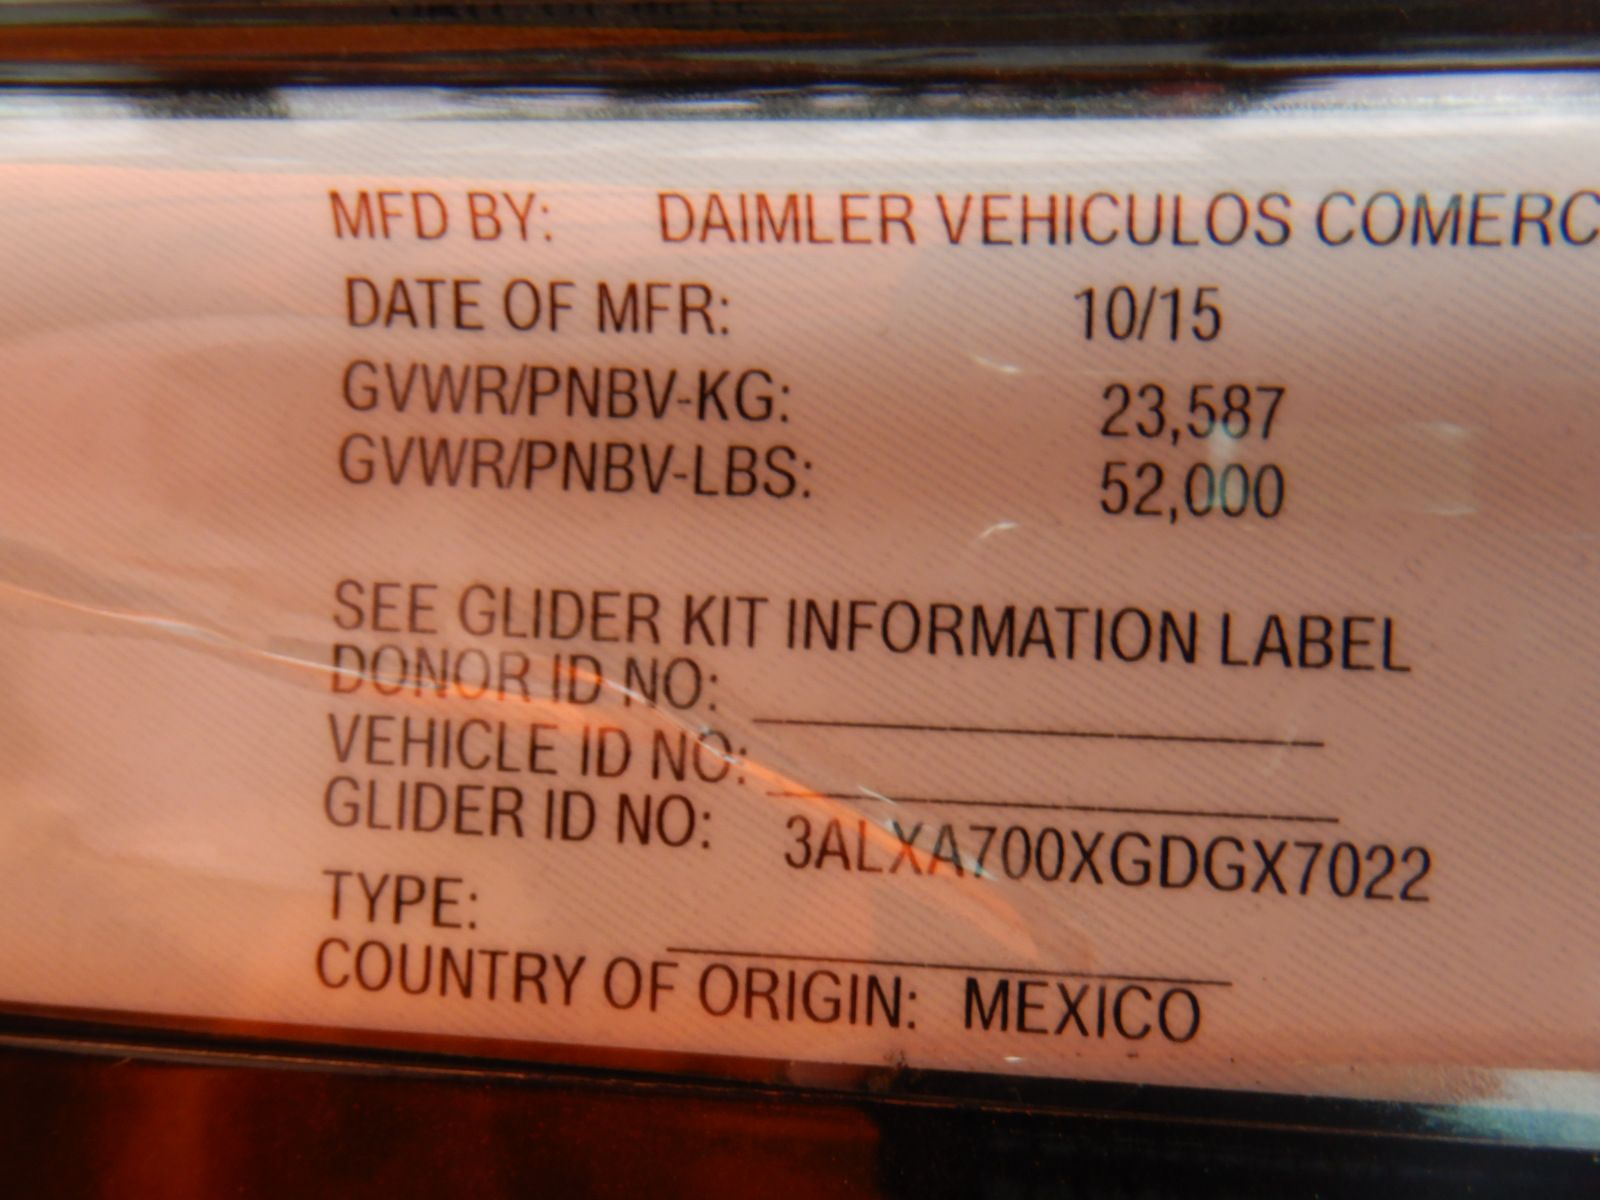 MFD BY: DAIMLER VEHICULOS COMERC
DATE OF MFR: 10/15
GVWR/PNBV-KG: 23,587
GVWR/PNBV-LBS: 52,000
SEE GLIDER KIT INFORMATION LABEL
DONOR ID NO:
VEHICLE ID NO:
GLIDER ID NO: 3ALXA700XGDGX7022
TYPE:
COUNTRY OF ORIGIN: MEXICO